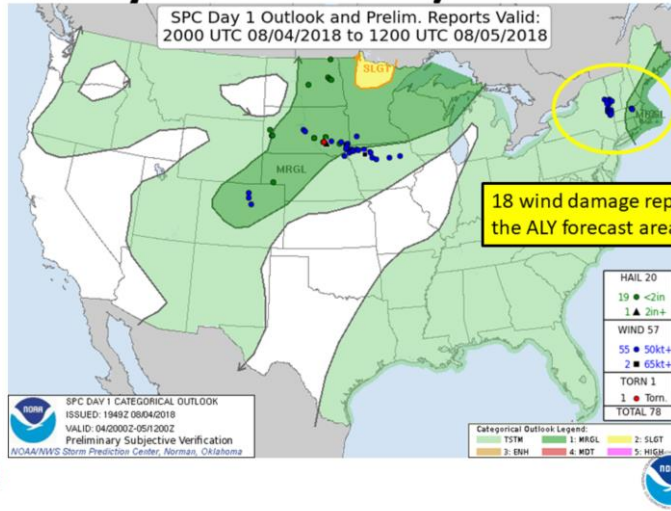 SPC Day 1 Outlook and Prelim. Reports Valid:
2000 UTC 08/04/2018 to 1200 UTC 08/05/2018
SLGT
MRGL
MRGL
18 wind damage rep
the ALY forecast area
HAIL 20
19 ● <2in
1 ▲ 2in+
WIND 57
55 ● 50kt+
2 ■ 65kt+
TORN 1
1 ● Torn.
TOTAL 78
SPC DAY 1 CATEGORICAL OUTLOOK
ISSUED: 1949Z 08/04/2018
VALID: 04/2000Z-05/1200Z
Preliminary Subjective Verification
NOAA/NWS Storm Prediction Center, Norman, Oklahoma
NOAA
Categorical Outlook Legend:
TSTM 1: MRGL 2: SLGT
3: ENH 4: MDT 5: HIGH